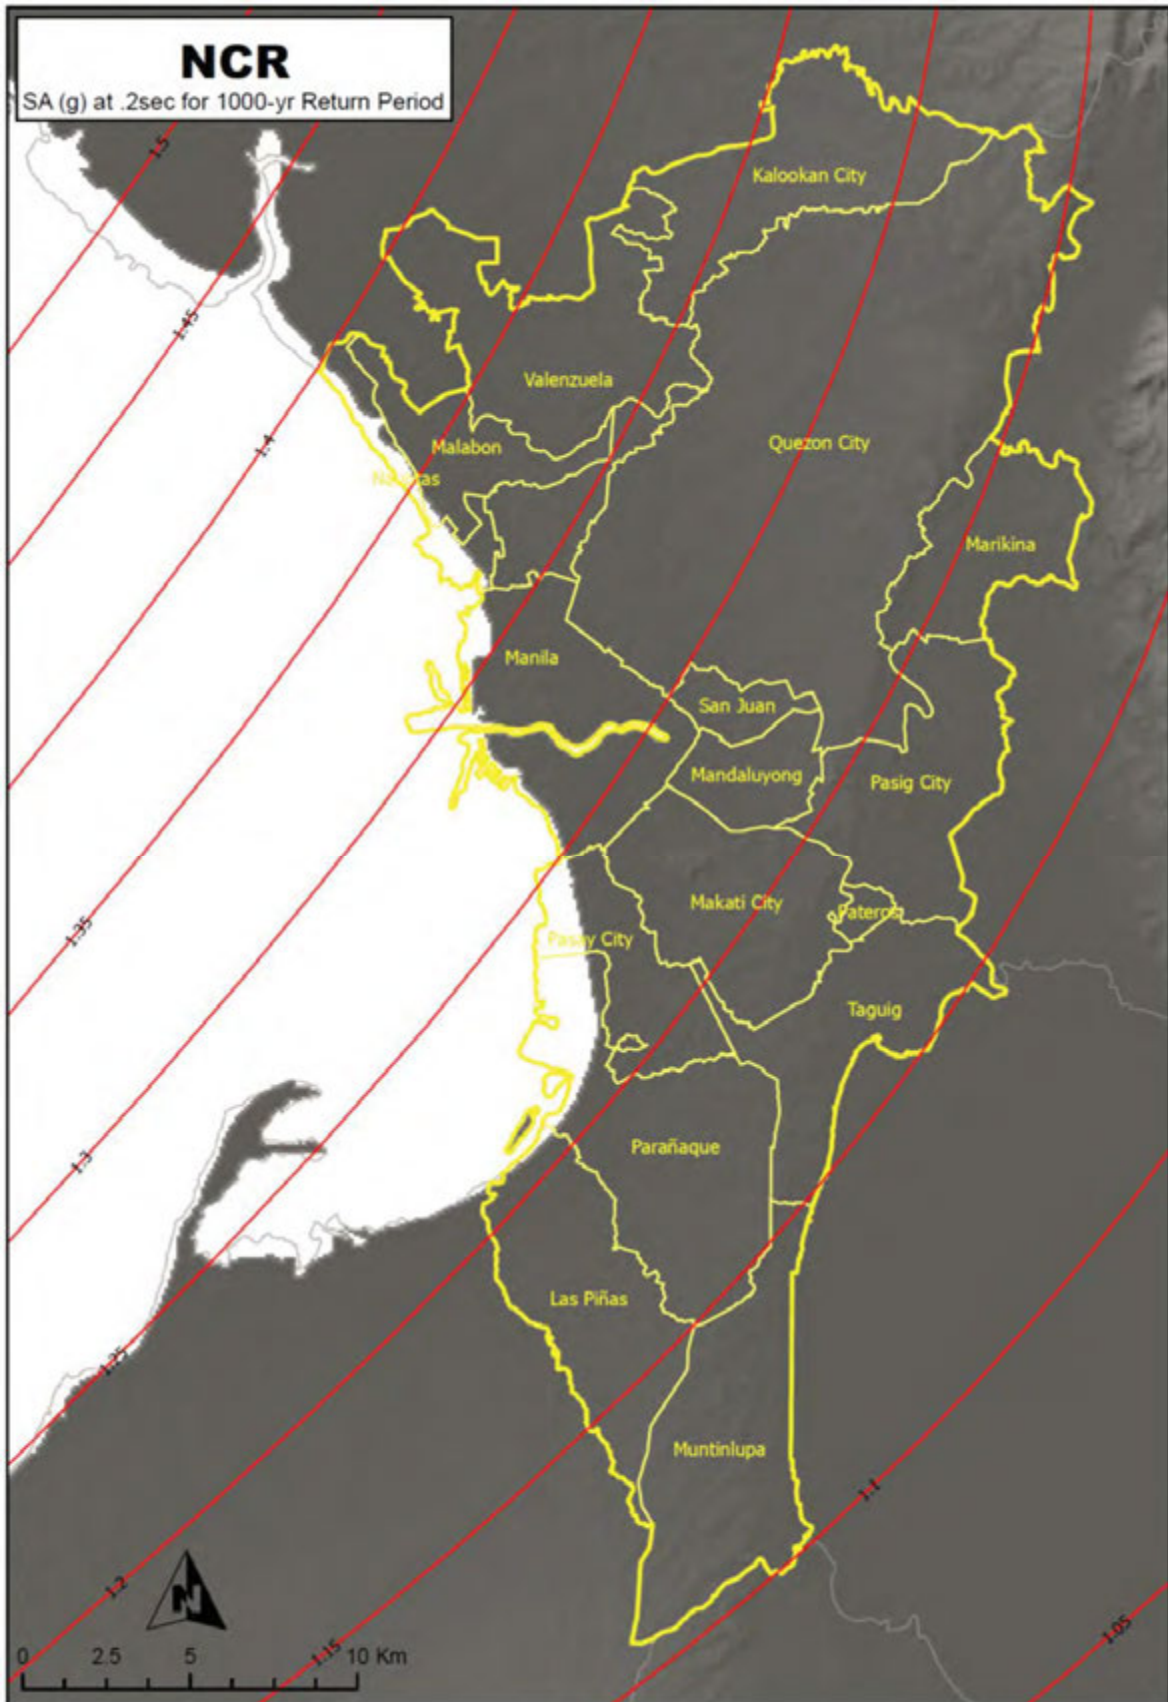 NCR
SA (g) at .2sec for 1000-yr Return Period
1.5
Kalookan City
1.45
Valenzuela
1.4
Malabon
Quezon City
Navotas
Marikina
Manila
San Juan
Mandaluyong
Pasig City
Makati City
Pateros
1.35
Pasay City
Taguig
Parañaque
1.3
Las Piñas
1.25
Muntinlupa
1.1
1.2
N
1.05
1.15
0 2.5 5 10 Km